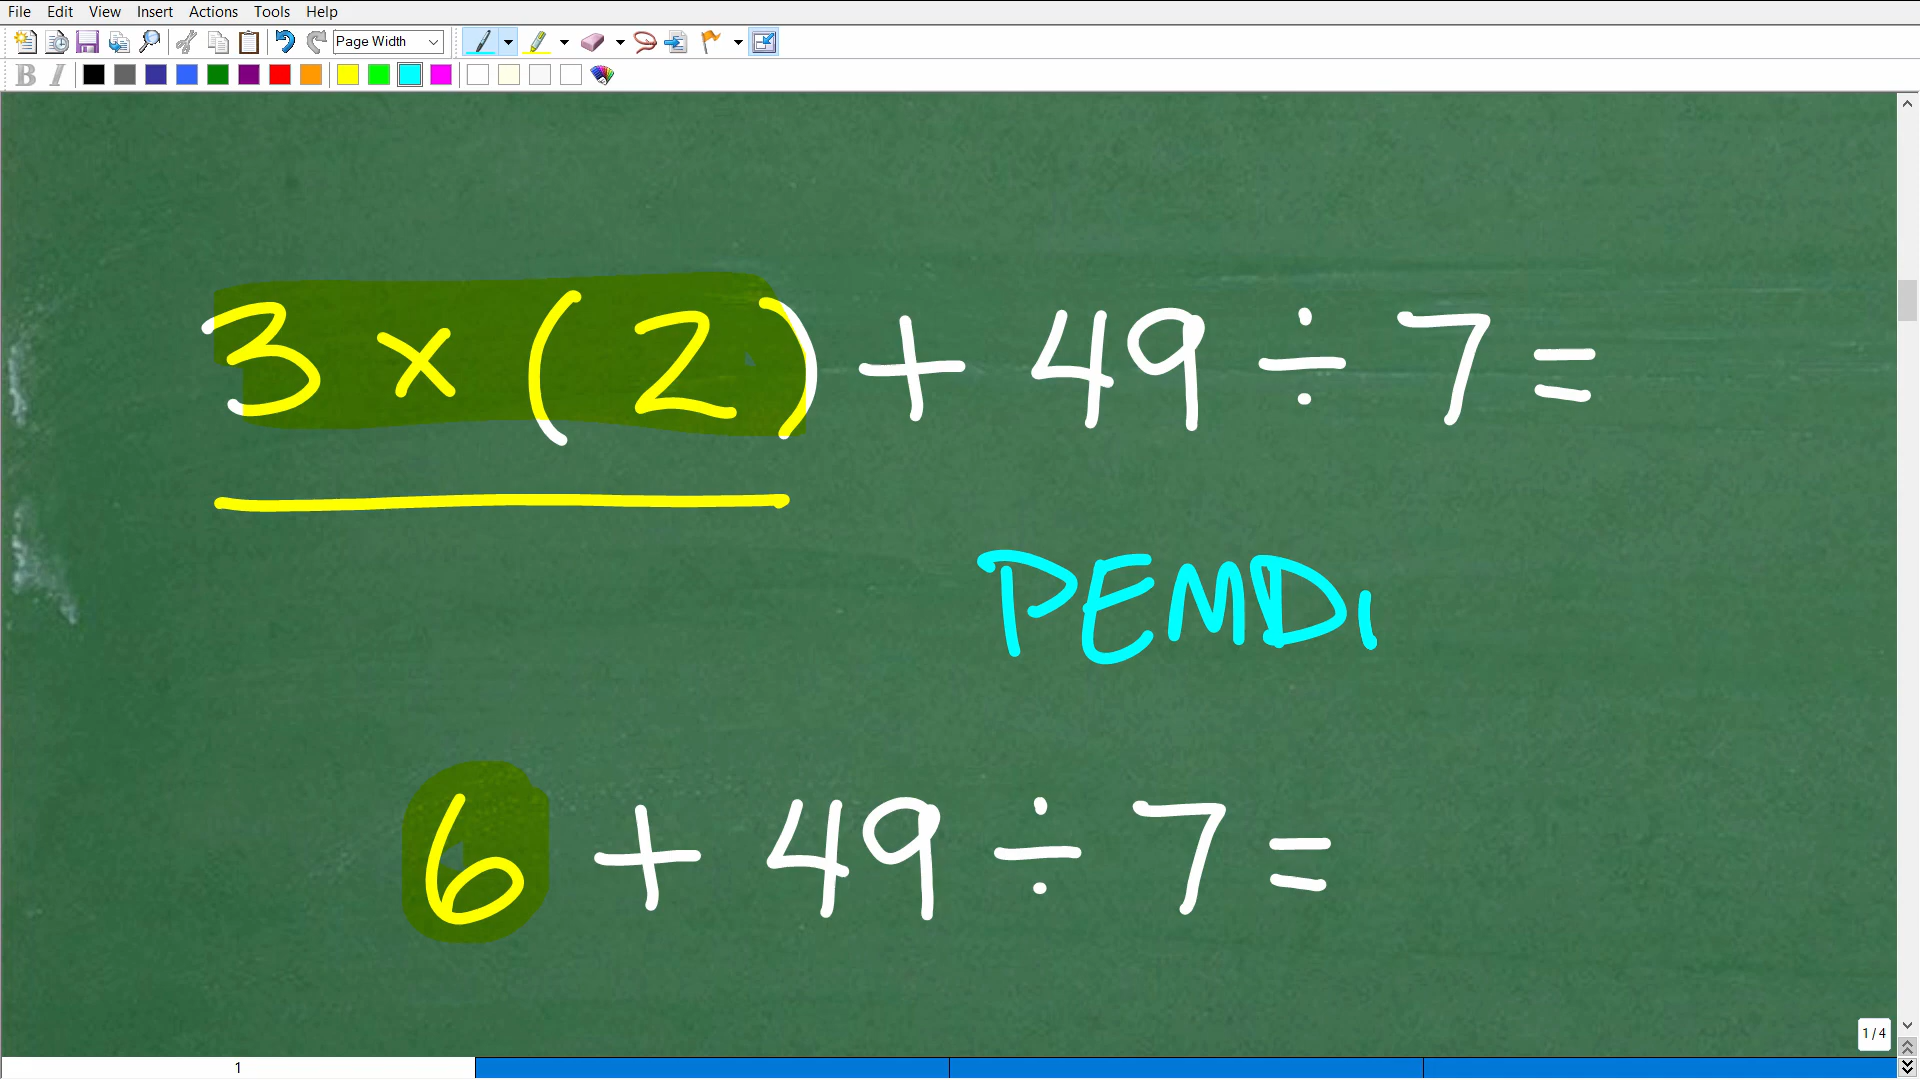 File Edit View Insert Actions Tools Help
Page Width
B I
3 × ( 2 ) + 49 ÷ 7 =
PEMD
6 + 49 ÷ 7 =
1 / 4
1